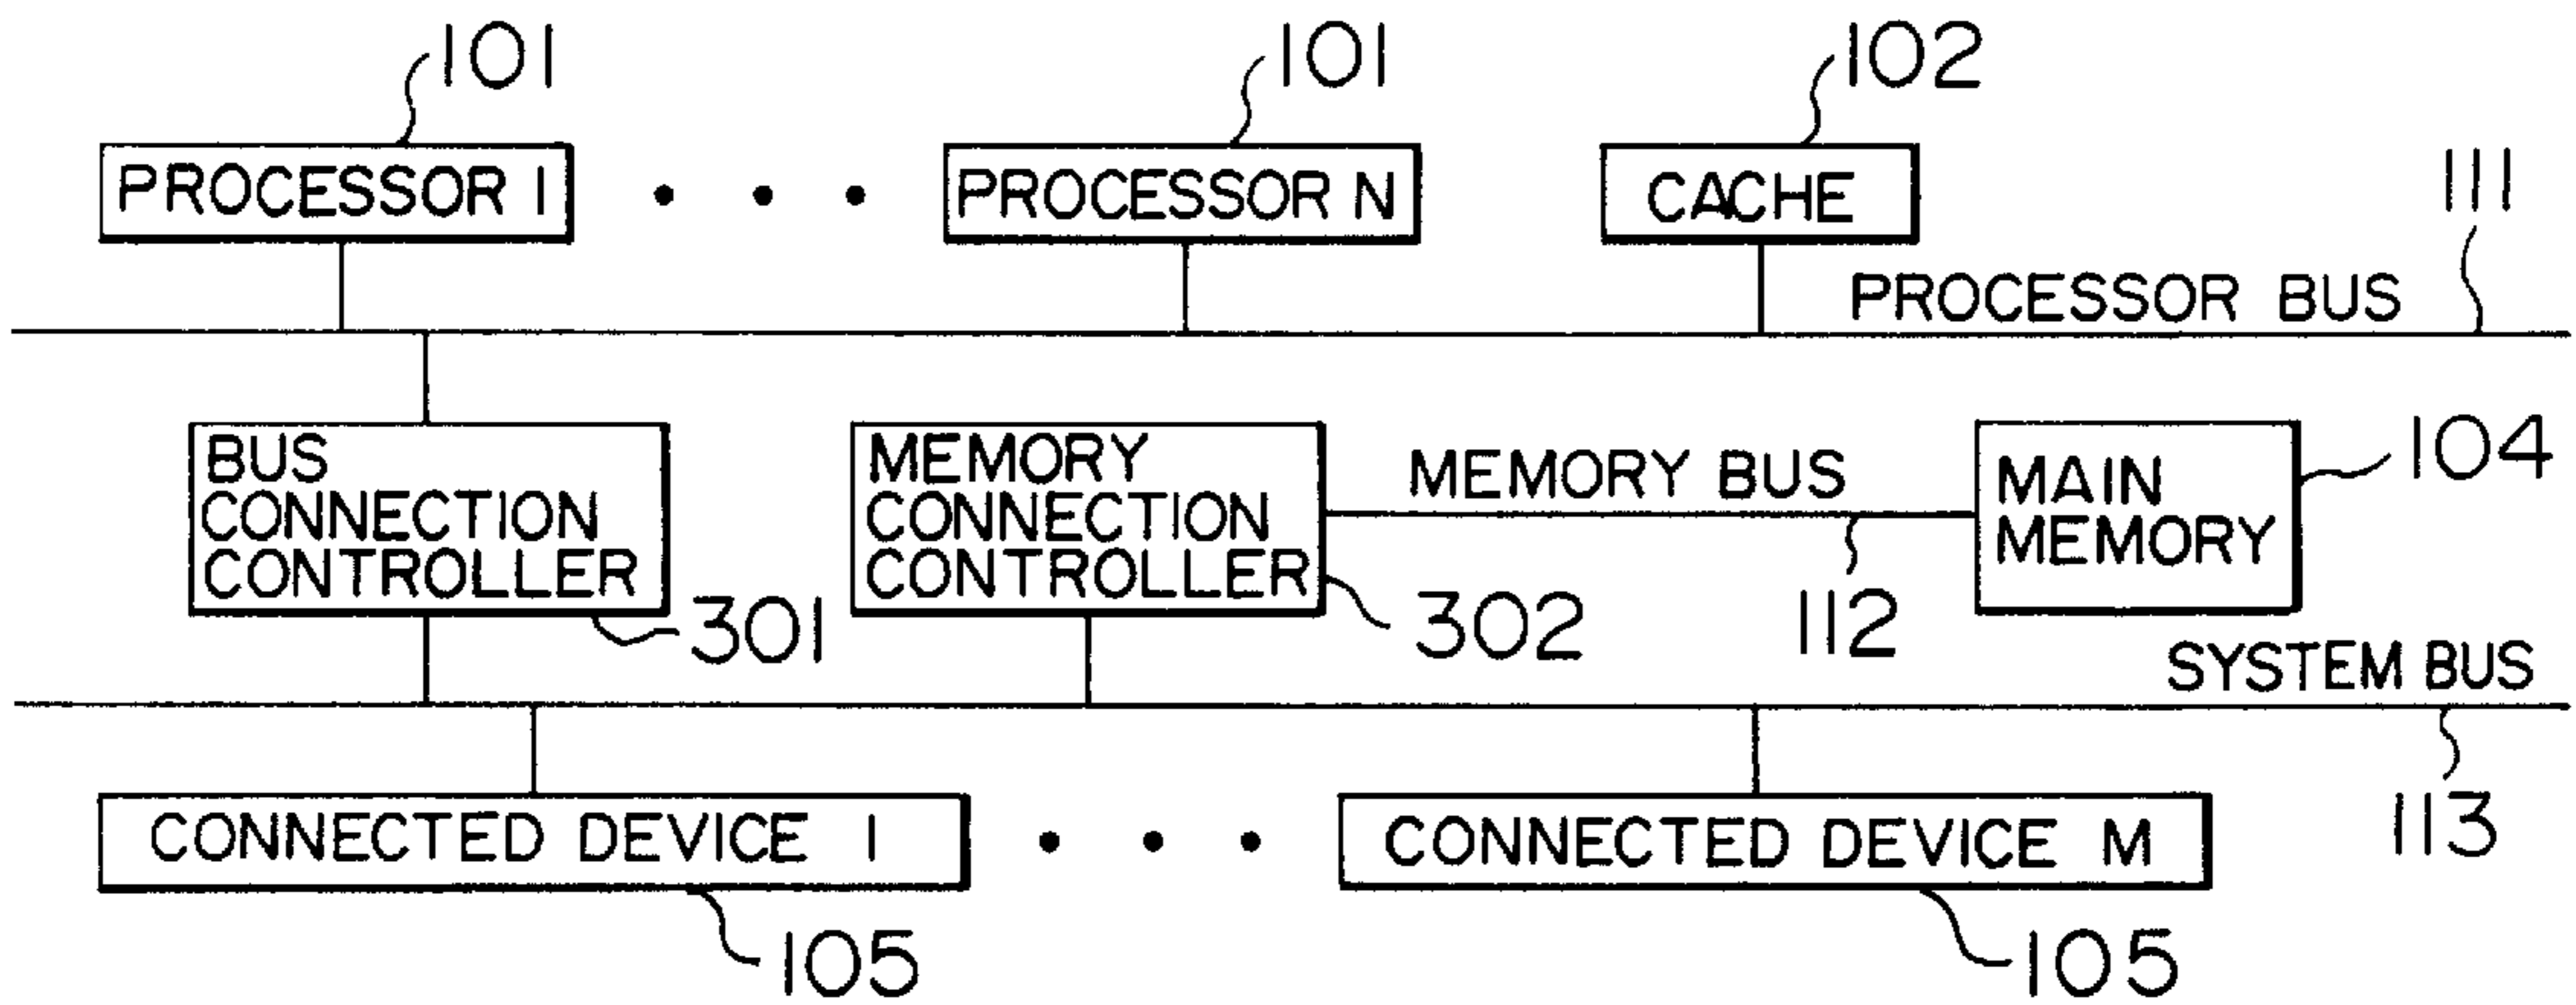 101
101
102
PROCESSOR 1
• • •
PROCESSOR N
CACHE
111
PROCESSOR BUS
BUS
CONNECTION
CONTROLLER
301
MEMORY
CONNECTION
CONTROLLER
302
MEMORY BUS
112
MAIN
MEMORY
104
SYSTEM BUS
113
CONNECTED DEVICE 1
• • •
CONNECTED DEVICE M
105
105